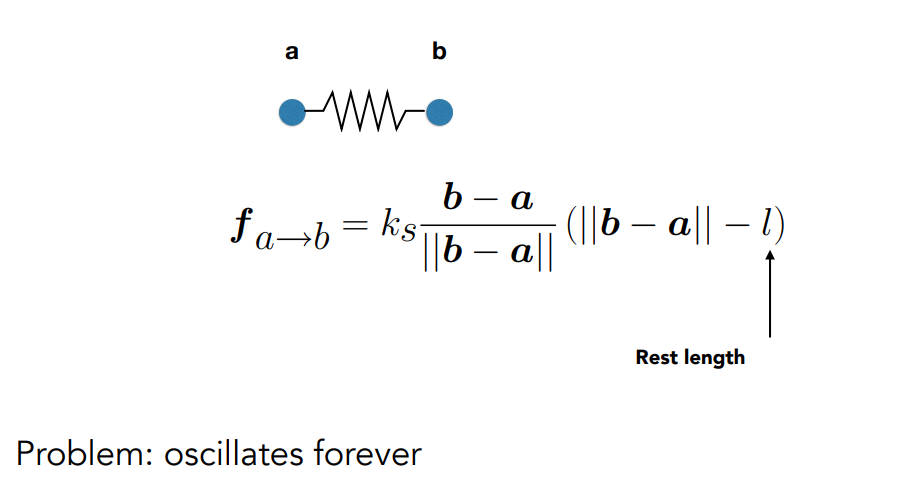 a b
$\boldsymbol{f}_{a \to b} = k_S \frac{\boldsymbol{b} - \boldsymbol{a}}{||\boldsymbol{b} - \boldsymbol{a}||} (||\boldsymbol{b} - \boldsymbol{a}|| - l)$
Rest length
Problem: oscillates forever